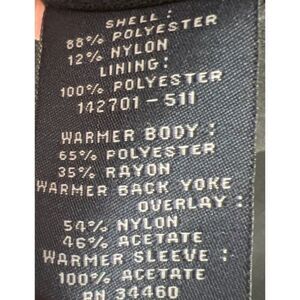 SHELL :
88% POLYESTER
12% NYLON
LINING :
100% POLYESTER
142701-511
WARMER BODY :
65% POLYESTER
35% RAYON
WARMER BACK YOKE
OVERLAY :
54% NYLON
46% ACETATE
WARMER SLEEVE :
100% ACETATE
RN 34460